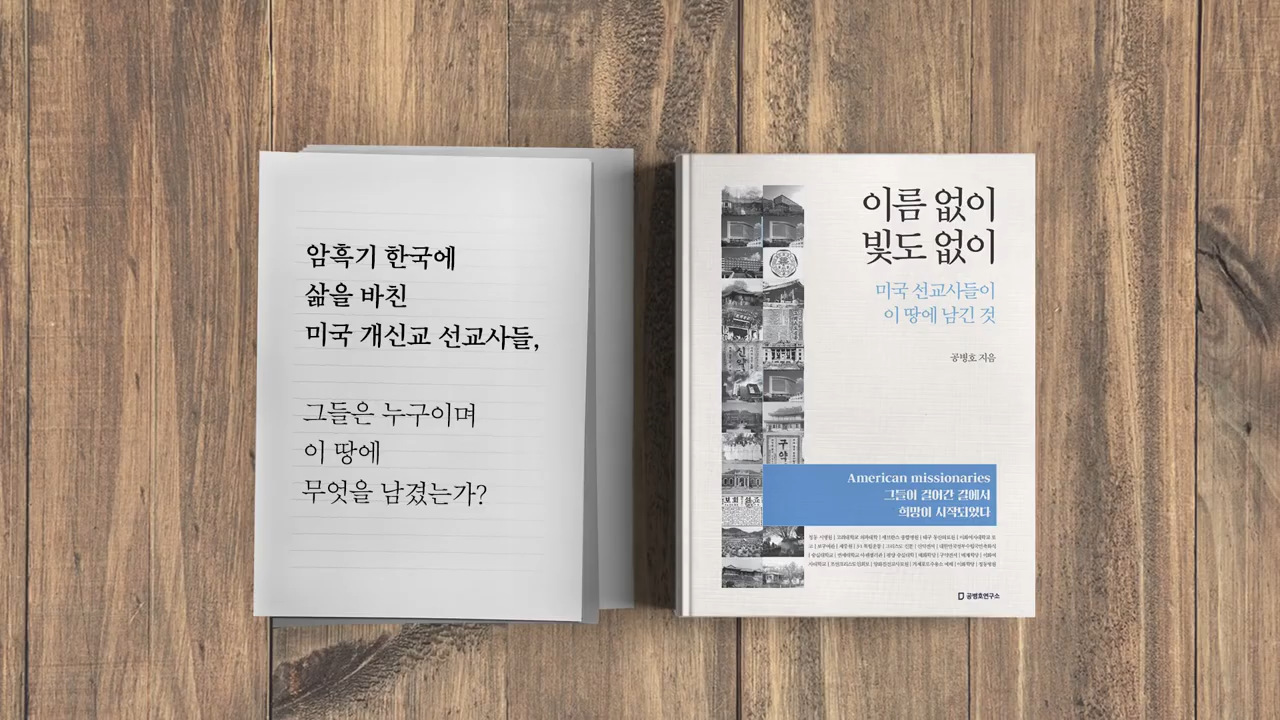 암흑기 한국에
삶을 바친
미국 개신교 선교사들,
그들은 누구이며
이 땅에
무엇을 남겼는가?
이름 없이
빛도 없이
미국 선교사들이
이 땅에 남긴 것
공병호 지음
신약
구약
American missionaries
그들이 걸어간 길에서
희망이 시작되었다
공병호연구소